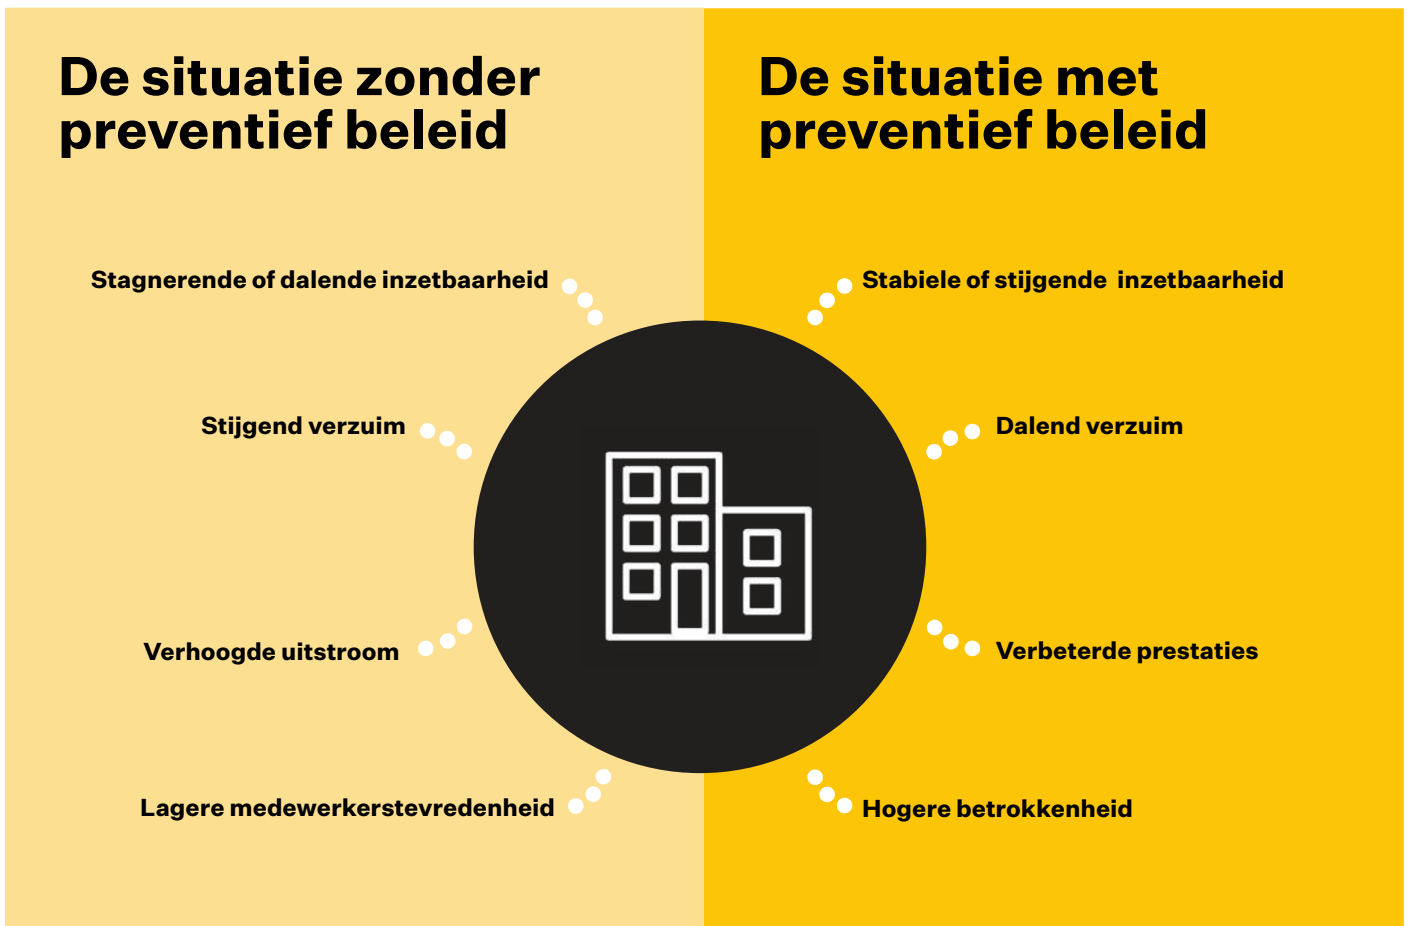 De situatie zonder
preventief beleid
Stagnerende of dalende inzetbaarheid
Stijgend verzuim
Verhoogde uitstroom
Lagere medewerkerstevredenheid
De situatie met
preventief beleid
Stabiele of stijgende inzetbaarheid
Dalend verzuim
Verbeterde prestaties
Hogere betrokkenheid